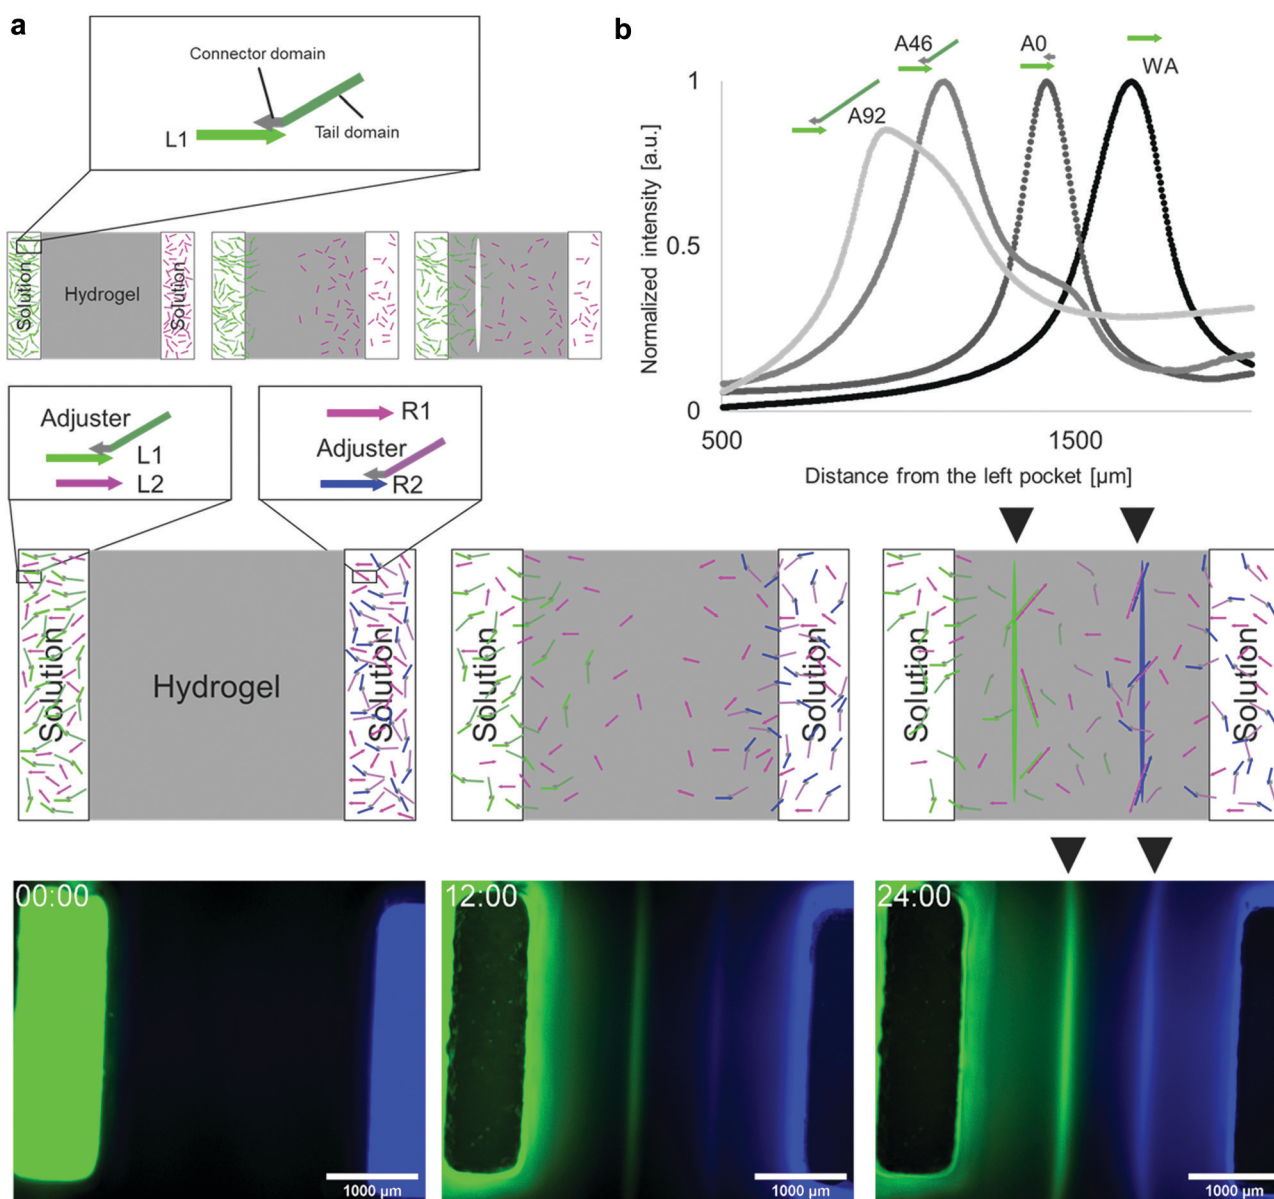 a
Connector domain
L1
Tail domain
Solution
Hydrogel
Solution
Adjuster
L1
L2
R1
Adjuster
R2
Solution
Hydrogel
Solution
Solution
Solution
Solution
Solution
00:00
1000 µm
12:00
1000 µm
24:00
1000 µm
b
A46
A0
WA
A92
Normalized intensity [a.u.]
1
0.5
0
500
1500
Distance from the left pocket [µm]